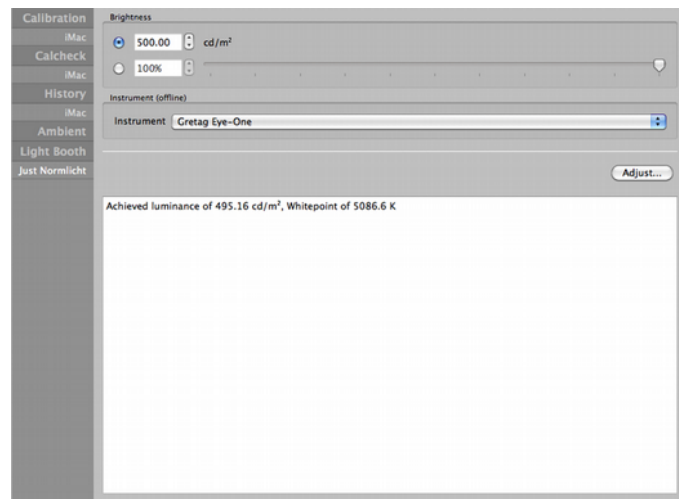 Calibration
iMac
Calcheck
iMac
History
iMac
Ambient
Light Booth
Just Normlicht
Brightness
500.00 cd/m²
100%
Instrument (offline)
Instrument Gretag Eye-One
Adjust...
Achieved luminance of 495.16 cd/m², Whitepoint of 5086.6 K